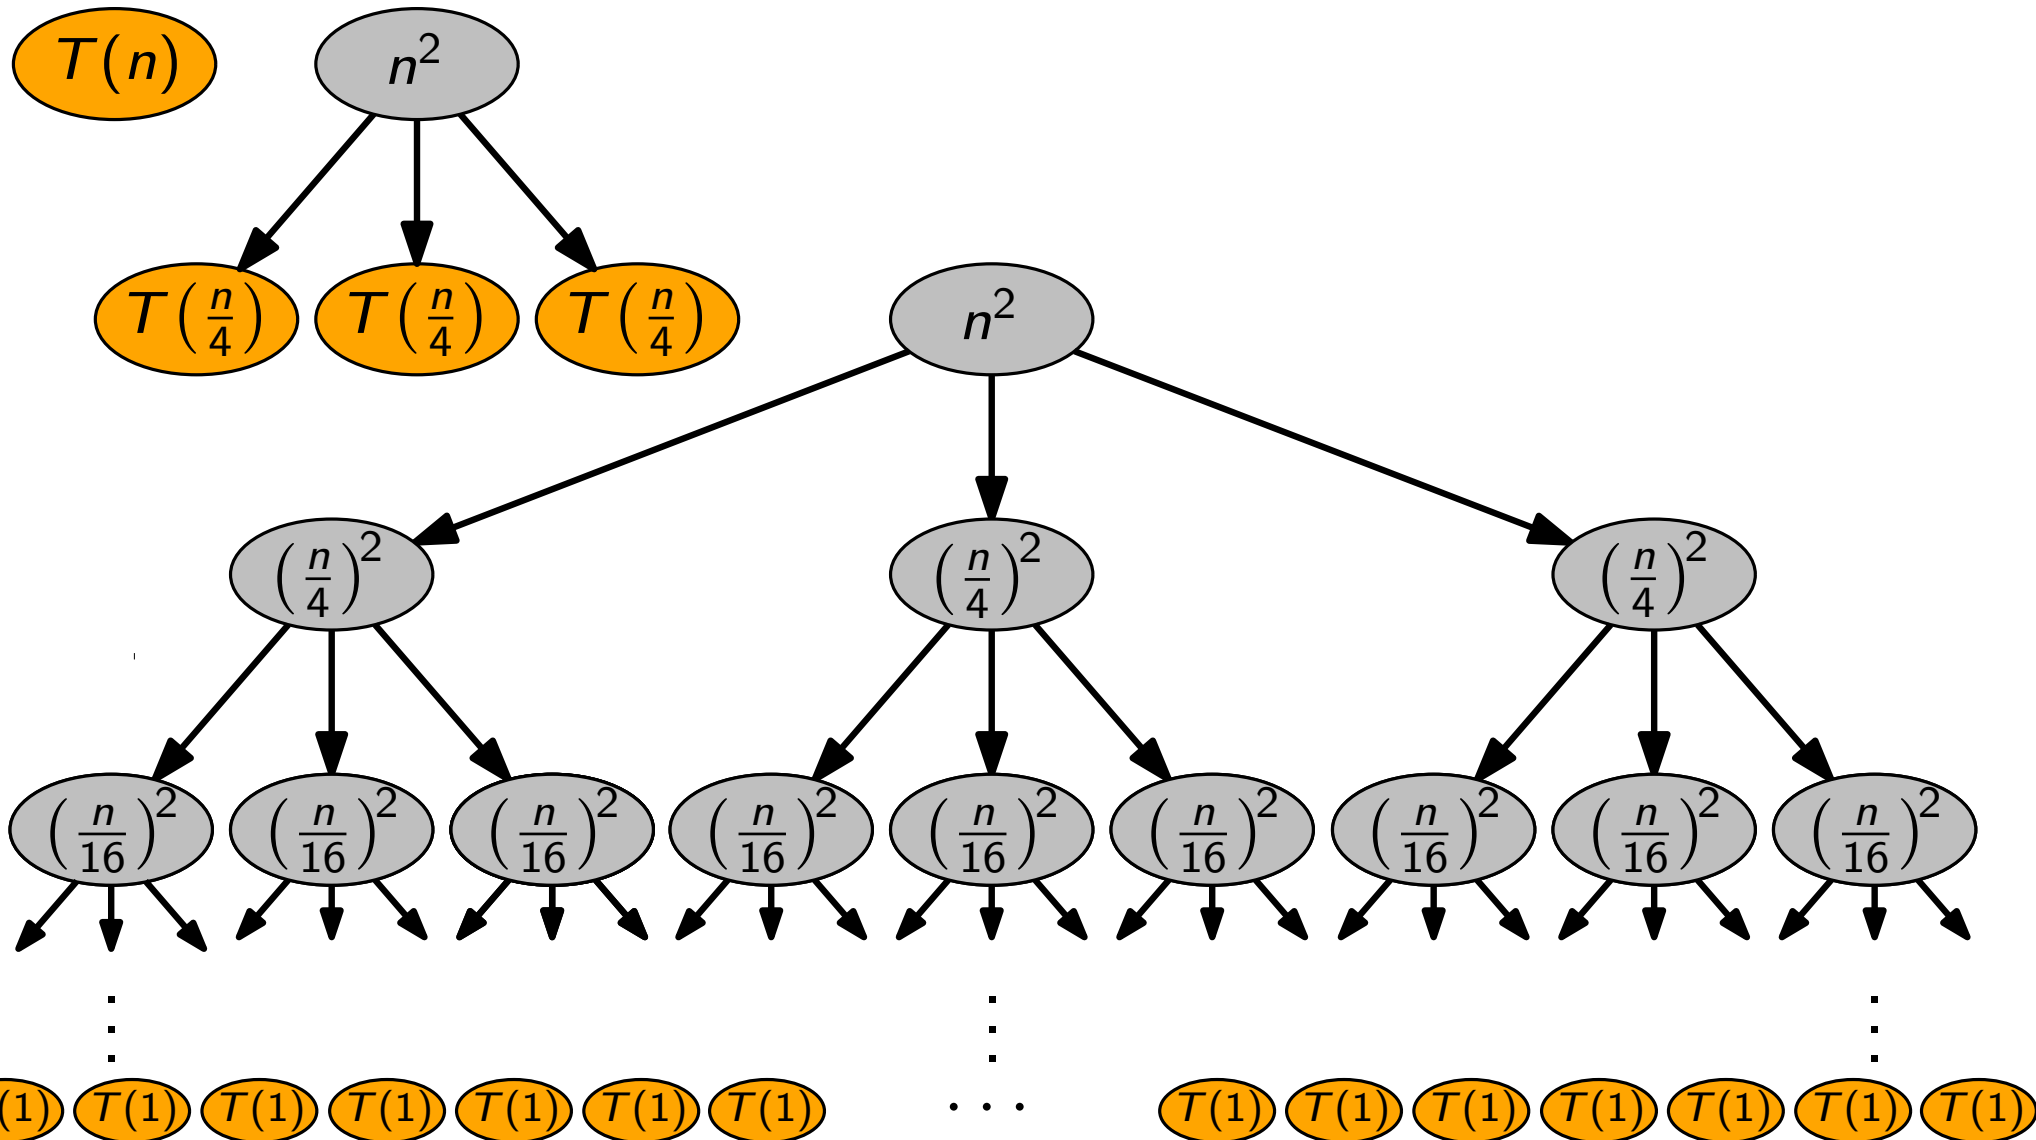 T(n) n²
T(n/4) T(n/4) T(n/4) n²
(n/4)² (n/4)² (n/4)²
(n/16)² (n/16)² (n/16)² (n/16)² (n/16)² (n/16)² (n/16)² (n/16)² (n/16)²
(1) T(1) T(1) T(1) T(1) T(1) T(1) · · · T(1) T(1) T(1) T(1) T(1) T(1) T(1)